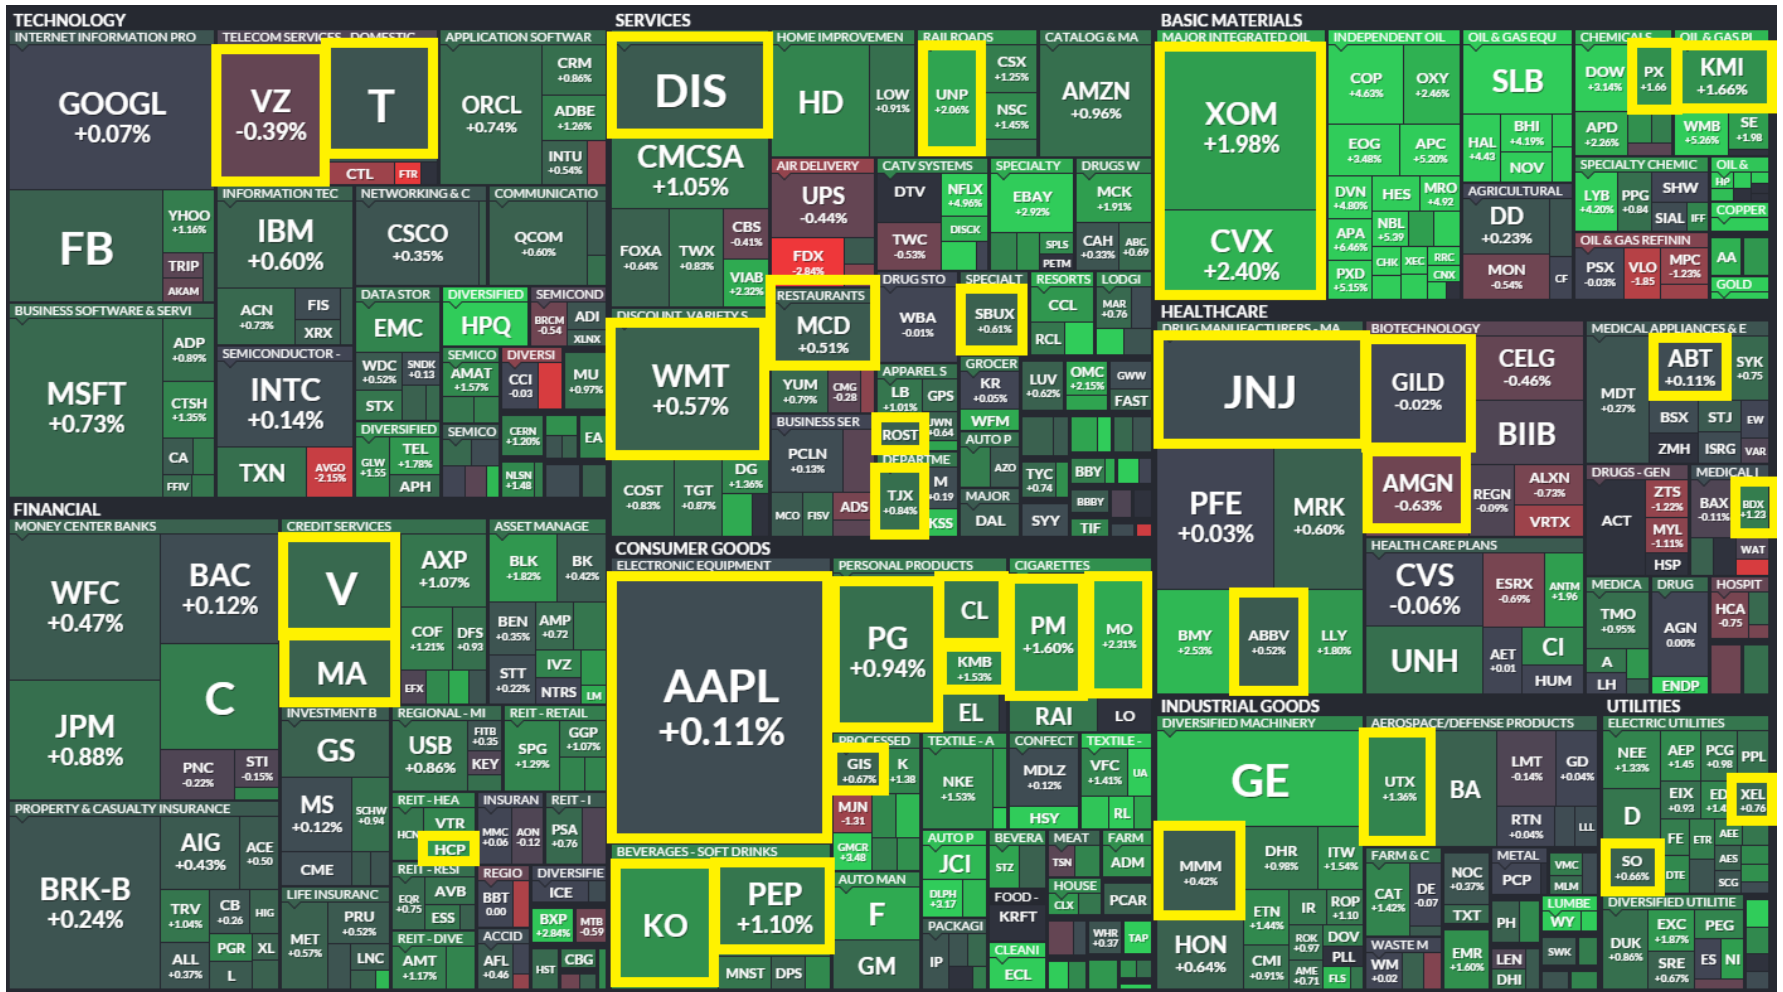 TECHNOLOGY
INTERNET INFORMATION PRO
GOOGL
+0.07%
FB
YHOO
+1.16%
TRIP
AKAM
TELECOM SERVICES - DOMESTIC
VZ
-0.39%
T
CTL
FTR
APPLICATION SOFTWAR
ORCL
+0.74%
CRM
+0.86%
ADBE
+1.26%
INTU
+0.54%
INFORMATION TEC
IBM
+0.60%
ACN
+0.73%
FIS
XRX
NETWORKING & C
CSCO
+0.35%
COMMUNICATIO
QCOM
+0.60%
BUSINESS SOFTWARE & SERVI
MSFT
+0.73%
ADP
+0.89%
CTSH
+1.35%
CA
FFIV
SEMICONDUCTOR -
INTC
+0.14%
TXN
AVGO
-2.15%
DATA STOR
EMC
WDC
+0.52%
SNDK
+0.13
STX
DIVERSIFIED
HPQ
SEMICOND
BRCM
-0.54
ADI
XLNX
SEMICO
AMAT
+1.57%
DIVERSI
CCI
-0.03
MU
+0.97%
DIVERSIFIED
GLW
+1.55
TEL
+1.78%
APH
SEMICO
CERN
+1.20%
EA
NLSN
+1.48
FINANCIAL
MONEY CENTER BANKS
WFC
+0.47%
BAC
+0.12%
JPM
+0.88%
C
PNC
-0.22%
STI
-0.15%
CREDIT SERVICES
V
MA
AXP
+1.07%
COF
+1.21%
DFS
+0.93
EFX
ASSET MANAGE
BLK
+1.82%
BK
+0.42%
BEN
+0.35%
AMP
+0.72
STT
+0.22%
IVZ
NTRS
LM
PROPERTY & CASUALTY INSURANCE
BRK-B
+0.24%
AIG
+0.43%
ACE
+0.50
TRV
+1.04%
CB
+0.26
HIG
ALL
+0.37%
PGR
XL
L
INVESTMENT B
GS
MS
+0.12%
SCHW
+0.94
CME
LIFE INSURANC
MET
+0.57%
PRU
+0.52%
LNC
REGIONAL - MI
USB
+0.86%
FITB
+0.35
KEY
REIT - RETAIL
SPG
+1.29%
GGP
+1.07%
REIT - HEA
HCN
VTR
HCP
INSURAN
MMC
+0.06
AON
-0.12
REIT - I
PSA
+0.76
REIT - RESI
EQR
+0.75
AVB
ESS
REIT - DIVE
AMT
+1.17%
REGIO
BBT
0.00
DIVERSIFIE
ICE
BXP
+2.84%
MTB
-0.59
ACCID
AFL
+0.46
HST
CBG
SERVICES
DIS
CMCSA
+1.05%
FOXA
+0.64%
TWX
+0.83%
CBS
-0.41%
VIAB
+2.32%
HOME IMPROVEMEN
HD
LOW
+0.91%
RAILROADS
UNP
+2.06%
CSX
+1.25%
NSC
+1.45%
CATALOG & MA
AMZN
+0.96%
AIR DELIVERY
UPS
-0.44%
FDX
-2.84%
CATV SYSTEMS
DTV
NFLX
+4.96%
TWC
-0.53%
DISCK
SPECIALTY
EBAY
+2.92%
SPLS
PETM
DRUGS W
MCK
+1.91%
CAH
+0.33%
ABC
+0.69
DISCOUNT, VARIETY S
WMT
+0.57%
COST
+0.83%
TGT
+0.87%
DG
+1.36%
RESTAURANTS
MCD
+0.51%
YUM
+0.79%
CMG
-0.28
DRUG STO
WBA
-0.01%
SPECIALT
SBUX
+0.61%
RESORTS
CCL
RCL
LODGI
MAR
+0.76
BUSINESS SER
PCLN
+0.13%
MCO
FISV
ADS
APPAREL S
LB
+1.01%
GPS
ROST
JWN
+0.64
TJX
+0.84%
DEPARTME
M
+0.19
KSS
GROCER
KR
+0.05%
WFM
AUTO P
AZO
MAJOR
DAL
LUV
+0.62%
OMC
+2.15%
GWW
FAST
TYC
+0.74
BBY
BBBY
SYY
TIF
CONSUMER GOODS
ELECTRONIC EQUIPMENT
AAPL
+0.11%
PERSONAL PRODUCTS
PG
+0.94%
CL
KMB
+1.53%
EL
CIGARETTES
PM
+1.60%
MO
+2.31%
RAI
LO
BEVERAGES - SOFT DRINKS
KO
PEP
+1.10%
MNST
DPS
PROCESSED
GIS
+0.67%
K
+1.38
MJN
-1.31
GMCR
+3.48
TEXTILE - A
NKE
+1.53%
CONFECT
MDLZ
+0.12%
HSY
TEXTILE -
VFC
+1.41%
UA
RL
AUTO MAN
F
GM
AUTO P
JCI
DLPH
+3.17
BEVERA
STZ
MEAT
TSN
FARM
ADM
FOOD -
KRFT
HOUSE
CLX
PCAR
PACKAGI
IP
CLEANI
ECL
WHR
+0.37
TAP
BASIC MATERIALS
MAJOR INTEGRATED OIL
XOM
+1.98%
CVX
+2.40%
INDEPENDENT OIL
COP
+4.63%
OXY
+2.46%
EOG
+3.48%
APC
+5.20%
DVN
+4.80%
HES
MRO
+4.92
APA
+6.46%
NBL
+5.39
PXD
+5.15%
CHK
XEC
RRC
CNX
OIL & GAS EQU
SLB
HAL
+4.43
BHI
+4.19%
NOV
CHEMICALS
DOW
+3.14%
PX
+1.66
APD
+2.26%
OIL & GAS PI
KMI
+1.66%
WMB
+5.26%
SE
+1.98
AGRICULTURAL
DD
+0.23%
MON
-0.54%
CF
SPECIALTY CHEMIC
LYB
+4.20%
PPG
+0.84
SHW
SIAL
IFF
OIL &
HP
COPPER
AA
GOLD
OIL & GAS REFININ
PSX
-0.03%
VLO
-1.85
MPC
-1.23%
HEALTHCARE
DRUG MANUFACTURERS - MA
JNJ
PFE
+0.03%
MRK
+0.60%
BMY
+2.53%
ABBV
+0.52%
LLY
+1.80%
BIOTECHNOLOGY
GILD
-0.02%
CELG
-0.46%
BIIB
AMGN
-0.63%
REGN
-0.09%
ALXN
-0.73%
VRTX
MEDICAL APPLIANCES & E
MDT
+0.27%
ABT
+0.11%
SYK
+0.75
BSX
STJ
EW
ZMH
ISRG
VAR
DRUGS - GEN
ACT
ZTS
-1.22%
MYL
-1.11%
HSP
MEDICAL I
BAX
-0.11%
BDX
+1.23
WAT
HEALTH CARE PLANS
CVS
-0.06%
ESRX
-0.69%
ANTM
+1.96
UNH
AET
+0.01
CI
HUM
MEDICA
TMO
+0.95%
A
LH
DRUG
AGN
0.00%
ENDP
HOSPIT
HCA
-0.75
INDUSTRIAL GOODS
DIVERSIFIED MACHINERY
GE
MMM
+0.42%
DHR
+0.98%
ITW
+1.54%
HON
+0.64%
ETN
+1.44%
IR
ROP
+1.10
ROK
+0.97
DOV
CMI
+0.91%
AME
+0.71
PLL
FLS
AEROSPACE/DEFENSE PRODUCTS
UTX
+1.36%
BA
LMT
-0.14%
GD
+0.04%
RTN
+0.04%
LLL
FARM & C
CAT
+1.42%
DE
-0.07
NOC
+0.37%
TXT
METAL
PCP
VMC
MLM
WASTE M
WM
+0.02
EMR
+1.60%
PH
LEN
DHI
LUMBE
WY
SWK
UTILITIES
ELECTRIC UTILITIES
NEE
+1.33%
AEP
+1.45
PCG
+0.98
PPL
D
EIX
+0.93
XEL
+0.76
SO
+0.66%
FE
ETR
AEE
DTE
AES
SCG
DIVERSIFIED UTILITIE
DUK
+0.86%
EXC
+1.87%
PEG
SRE
+0.67%
ES
NI